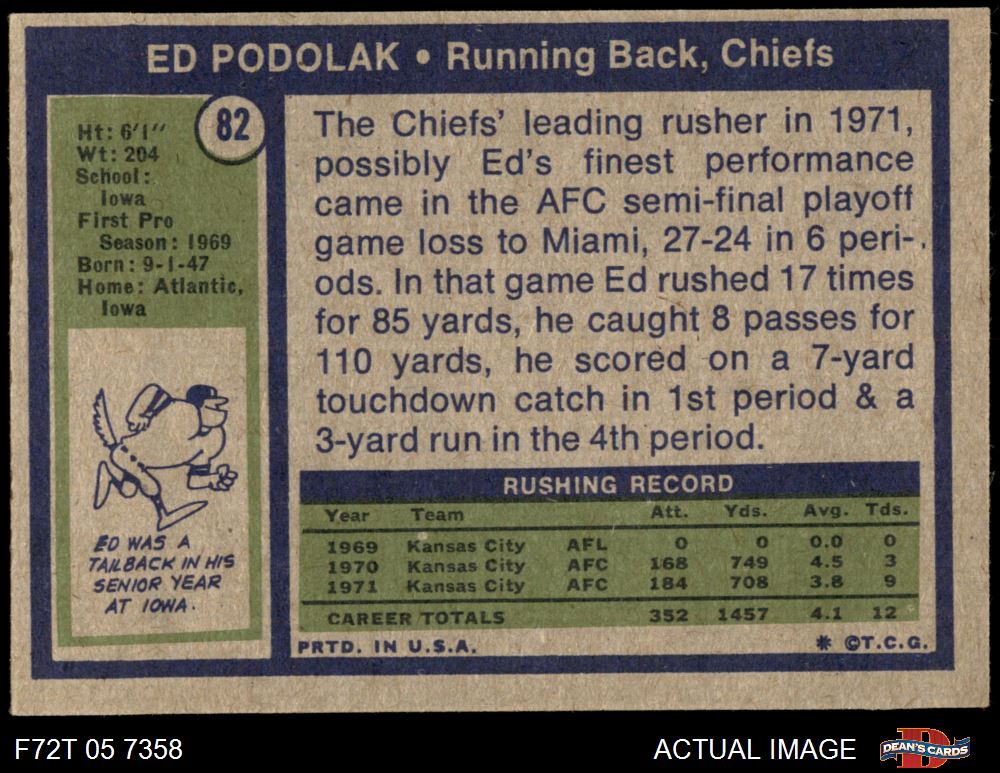 ED PODOLAK • Running Back, Chiefs
82
Ht: 6'1"
Wt: 204
School:
Iowa
First Pro
Season: 1969
Born: 9-1-47
Home: Atlantic,
Iowa
ED WAS A
TAILBACK IN HIS
SENIOR YEAR
AT IOWA.
The Chiefs' leading rusher in 1971,
possibly Ed's finest performance
came in the AFC semi-final playoff
game loss to Miami, 27-24 in 6 peri-
ods. In that game Ed rushed 17 times
for 85 yards, he caught 8 passes for
110 yards, he scored on a 7-yard
touchdown catch in 1st period & a
3-yard run in the 4th period.
RUSHING RECORD
Year Team Att. Yds. Avg. Tds.
1969 Kansas City AFL 0 0 0.0 0
1970 Kansas City AFC 168 749 4.5 3
1971 Kansas City AFC 184 708 3.8 9
CAREER TOTALS 352 1457 4.1 12
PRTD. IN U.S.A. * ©T.C.G.
F72T 05 7358 ACTUAL IMAGE DEAN'S CARDS